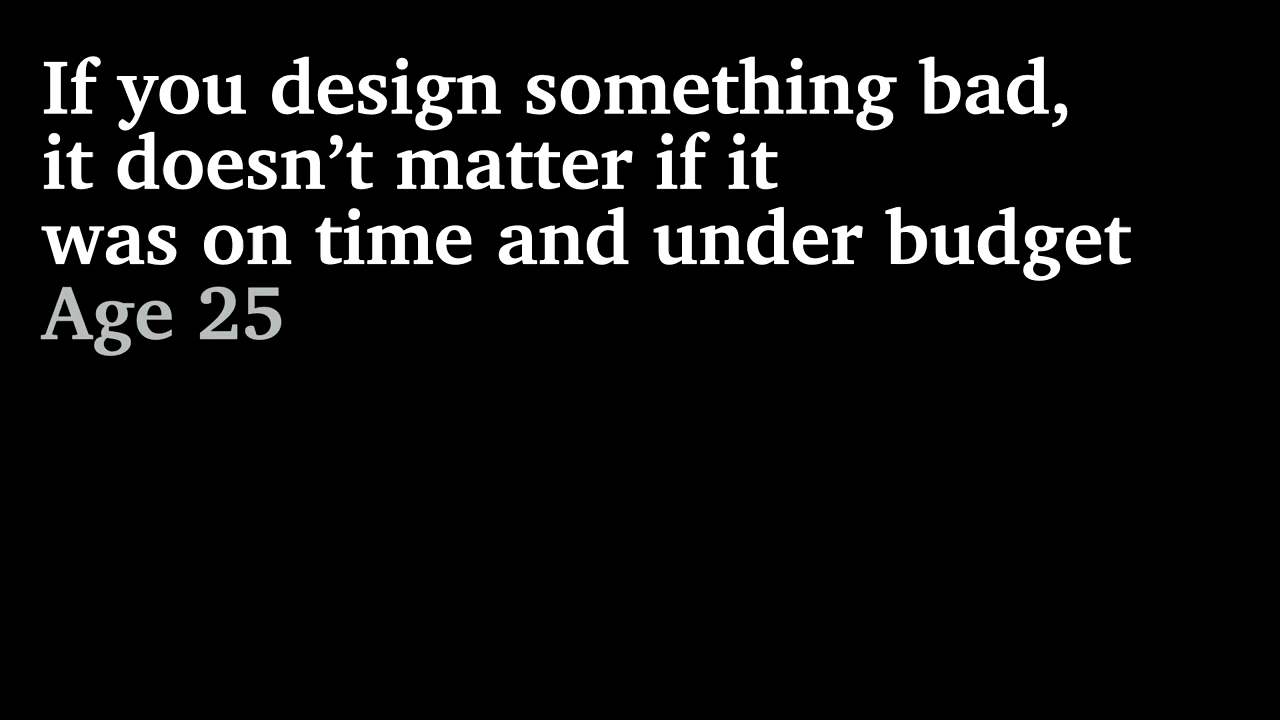 If you design something bad,
it doesn’t matter if it
was on time and under budget
Age 25